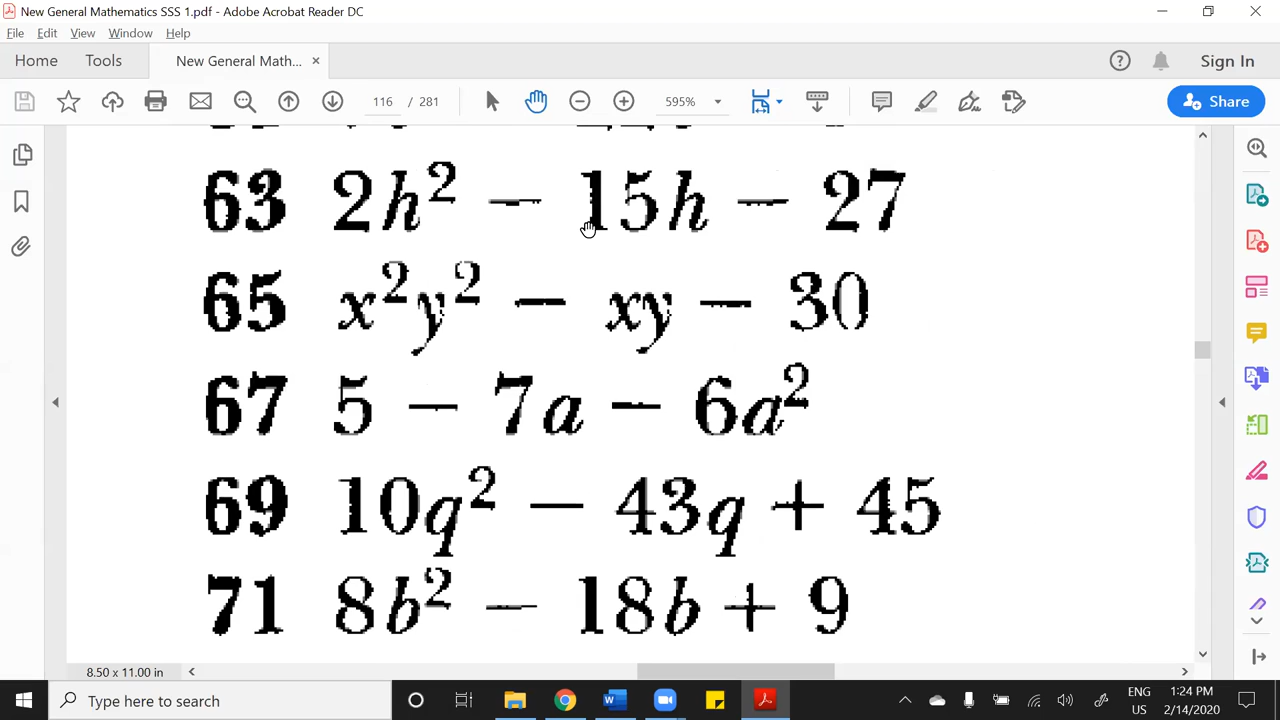 New General Mathematics SSS 1.pdf - Adobe Acrobat Reader DC
File Edit View Window Help
Home Tools New General Math... × Sign In
116 / 281 595% Share
63 2h² − 15h − 27
65 x²y² − xy − 30
67 5 − 7a − 6a²
69 10q² − 43q + 45
71 8b² − 18b + 9
8.50 x 11.00 in
Type here to search
ENG 1:24 PM
US 2/14/2020